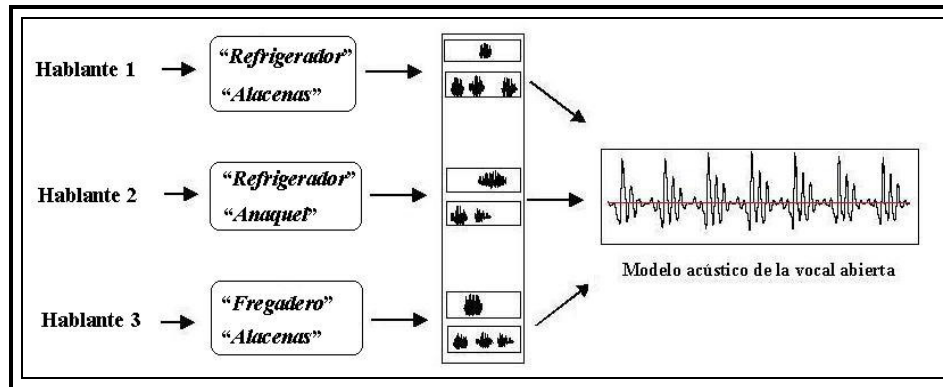 Hablante 1
“Refrigerador”
“Alacenas”
Hablante 2
“Refrigerador”
“Anaquel”
Modelo acústico de la vocal abierta
Hablante 3
“Fregadero”
“Alacenas”